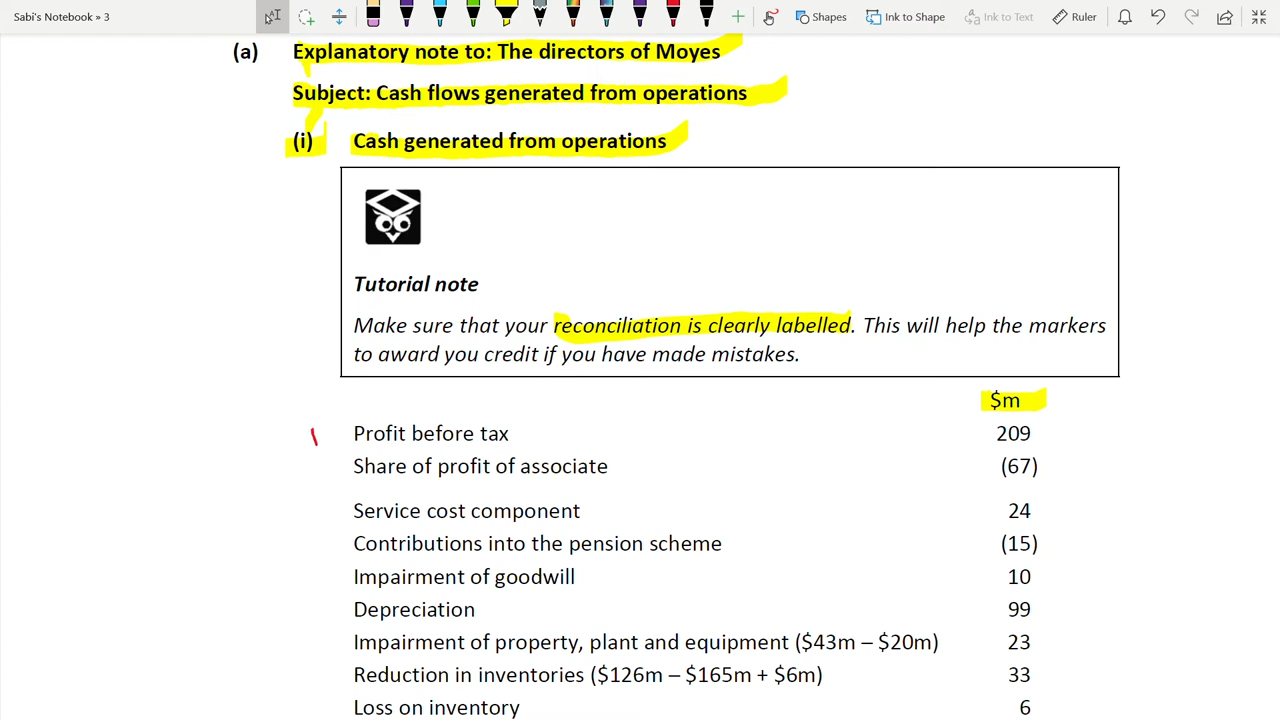 Sabi's Notebook » 3
Shapes
Ink to Shape
Ink to Text
Ruler
(a) Explanatory note to: The directors of Moyes
Subject: Cash flows generated from operations
(i) Cash generated from operations
Tutorial note
Make sure that your reconciliation is clearly labelled. This will help the markers
to award you credit if you have made mistakes.
$m
Profit before tax 209
Share of profit of associate (67)
Service cost component 24
Contributions into the pension scheme (15)
Impairment of goodwill 10
Depreciation 99
Impairment of property, plant and equipment ($43m – $20m) 23
Reduction in inventories ($126m – $165m + $6m) 33
Loss on inventory 6